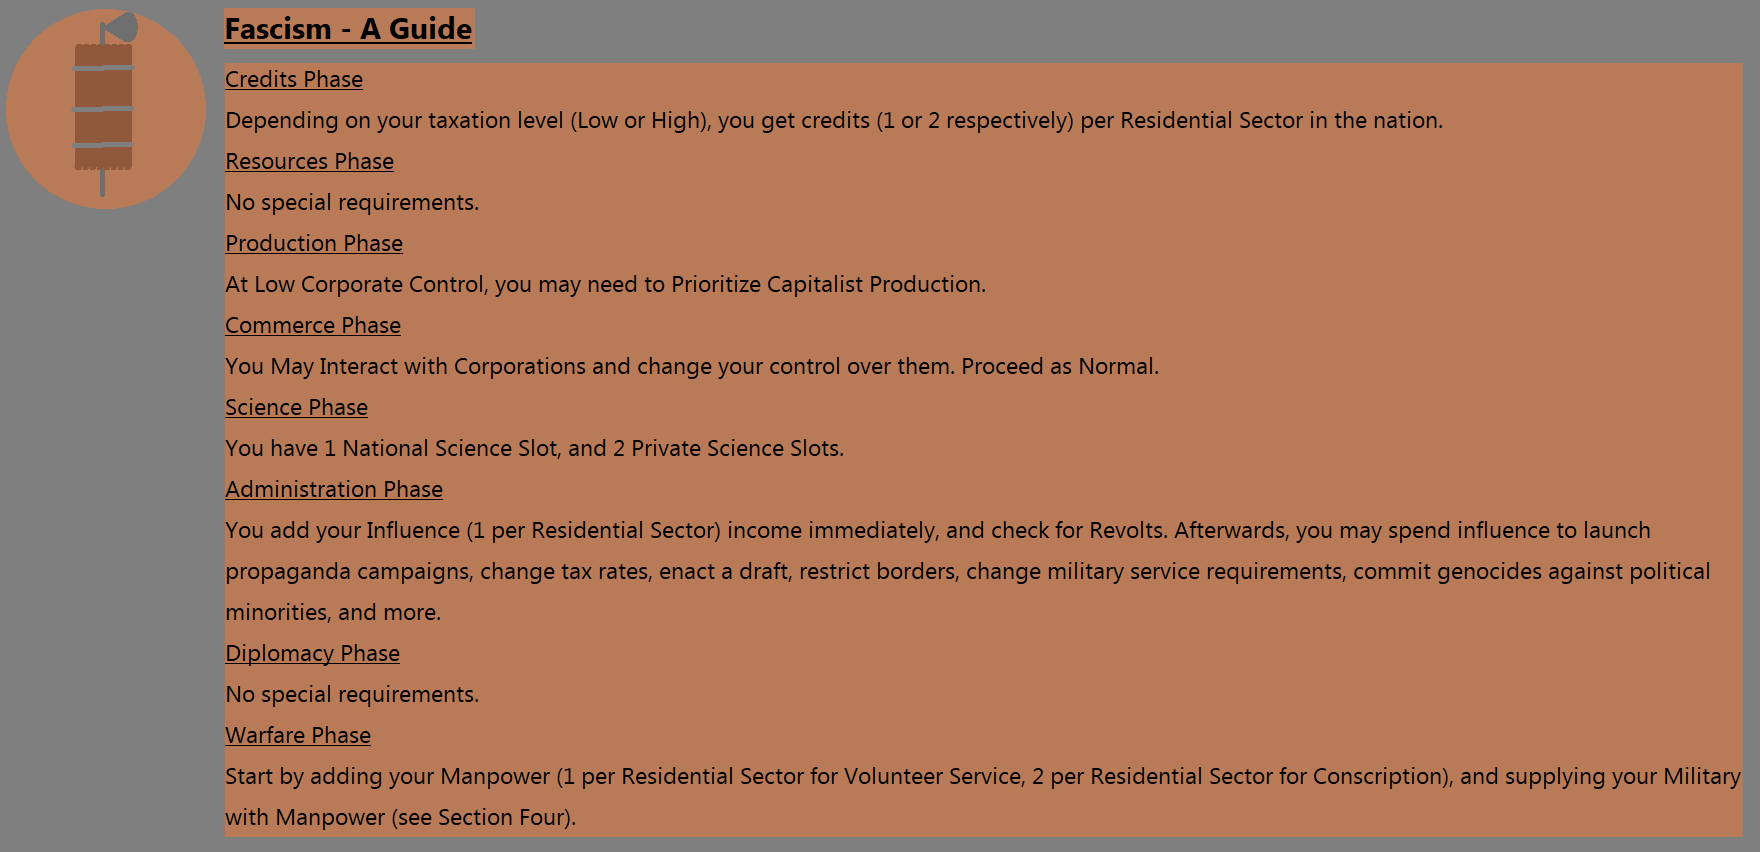 Fascism - A Guide
Credits Phase
Depending on your taxation level (Low or High), you get credits (1 or 2 respectively) per Residential Sector in the nation.
Resources Phase
No special requirements.
Production Phase
At Low Corporate Control, you may need to Prioritize Capitalist Production.
Commerce Phase
You May Interact with Corporations and change your control over them. Proceed as Normal.
Science Phase
You have 1 National Science Slot, and 2 Private Science Slots.
Administration Phase
You add your Influence (1 per Residential Sector) income immediately, and check for Revolts. Afterwards, you may spend influence to launch
propaganda campaigns, change tax rates, enact a draft, restrict borders, change military service requirements, commit genocides against political
minorities, and more.
Diplomacy Phase
No special requirements.
Warfare Phase
Start by adding your Manpower (1 per Residential Sector for Volunteer Service, 2 per Residential Sector for Conscription), and supplying your Military
with Manpower (see Section Four).